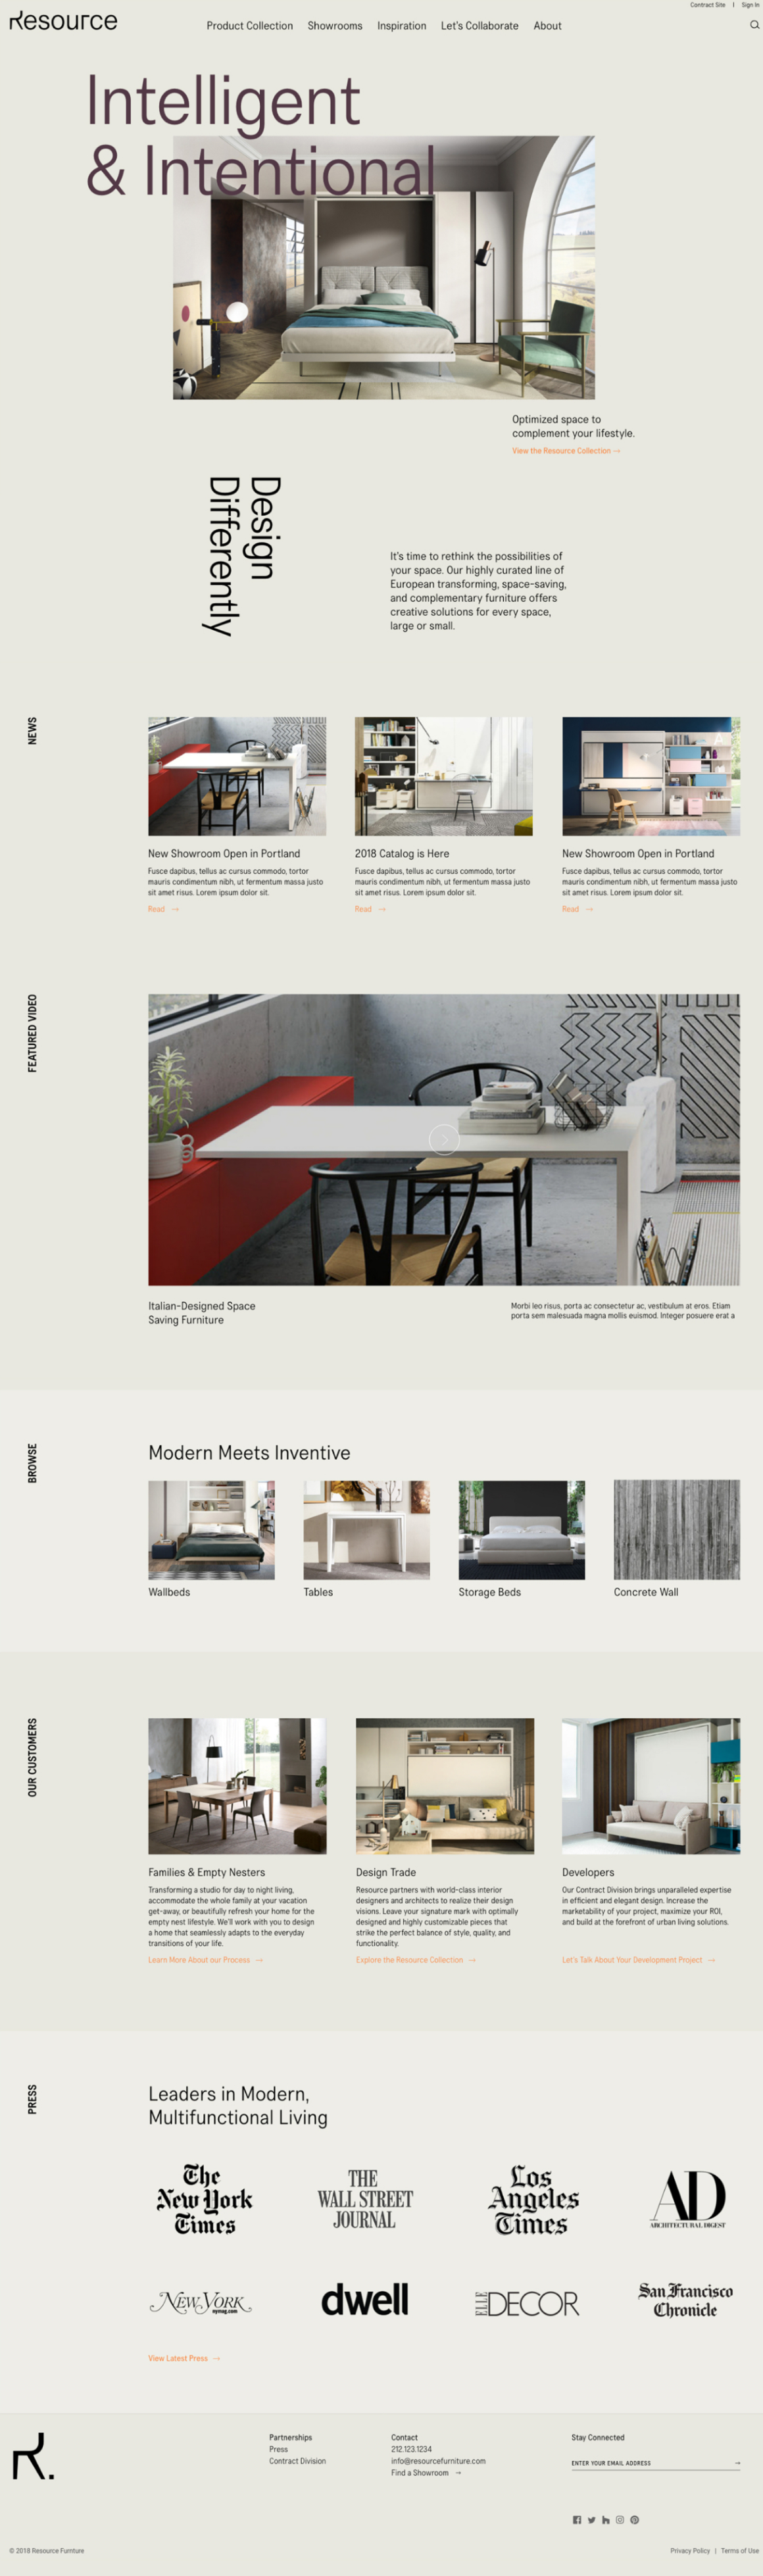 Contract Site | Sign In
Resource
Product Collection Showrooms Inspiration Let's Collaborate About
Intelligent
& Intentional
Optimized space to
complement your lifestyle.
View the Resource Collection →
Design
Differently
It's time to rethink the possibilities of
your space. Our highly curated line of
European transforming, space-saving,
and complementary furniture offers
creative solutions for every space,
large or small.
NEWS
New Showroom Open in Portland
Fusce dapibus, tellus ac cursus commodo, tortor
mauris condimentum nibh, ut fermentum massa justo
sit amet risus. Lorem ipsum dolor sit.
Read →
2018 Catalog is Here
Fusce dapibus, tellus ac cursus commodo, tortor
mauris condimentum nibh, ut fermentum massa justo
sit amet risus. Lorem ipsum dolor sit.
Read →
New Showroom Open in Portland
Fusce dapibus, tellus ac cursus commodo, tortor
mauris condimentum nibh, ut fermentum massa justo
sit amet risus. Lorem ipsum dolor sit.
Read →
FEATURED VIDEO
Italian-Designed Space
Saving Furniture
Morbi leo risus, porta ac consectetur ac, vestibulum at eros. Etiam
porta sem malesuada magna mollis euismod. Integer posuere erat a
BROWSE
Modern Meets Inventive
Wallbeds
Tables
Storage Beds
Concrete Wall
OUR CUSTOMERS
Families & Empty Nesters
Transforming a studio for day to night living,
accommodate the whole family at your vacation
get-away, or beautifully refresh your home for the
empty nest lifestyle. We'll work with you to design
a home that seamlessly adapts to the everyday
transitions of your life.
Learn More About our Process →
Design Trade
Resource partners with world-class interior
designers and architects to realize their design
visions. Leave your signature mark with optimally
designed and highly customizable pieces that
strike the perfect balance of style, quality, and
functionality.
Explore the Resource Collection →
Developers
Our Contract Division brings unparalleled expertise
in efficient and elegant design. Increase the
marketability of your project, maximize your ROI,
and build at the forefront of urban living solutions.
Let's Talk About Your Development Project →
PRESS
Leaders in Modern,
Multifunctional Living
The
New York
Times
THE
WALL STREET
JOURNAL
Los
Angeles
Times
AD
ARCHITECTURAL DIGEST
NEW YORK
nymag.com
dwell
ELLE DECOR
San Francisco
Chronicle
View Latest Press →
R.
Partnerships
Press
Contract Division
Contact
212.123.1234
info@resourcefurniture.com
Find a Showroom →
Stay Connected
ENTER YOUR EMAIL ADDRESS →
© 2018 Resource Furniture
Privacy Policy | Terms of Use